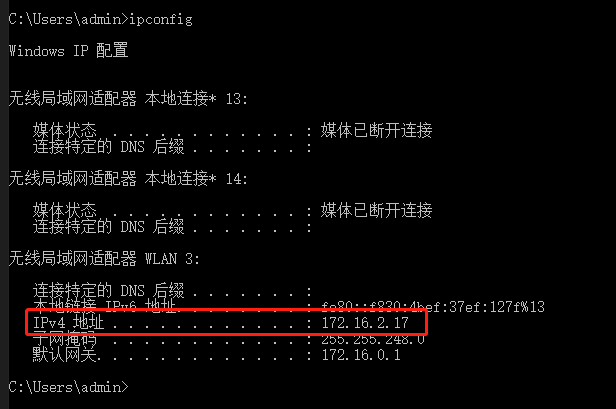 C:\Users\admin>ipconfig
Windows IP 配置
无线局域网适配器 本地连接* 13:
媒体状态 . . . . . . . . . . . . : 媒体已断开连接
连接特定的 DNS 后缀 . . . . . . . :
无线局域网适配器 本地连接* 14:
媒体状态 . . . . . . . . . . . . : 媒体已断开连接
连接特定的 DNS 后缀 . . . . . . . :
无线局域网适配器 WLAN 3:
连接特定的 DNS 后缀 . . . . . . . :
本地链接 IPv6 地址. . . . . . . . : fe80::f830:4bef:37ef:127f%13
IPv4 地址 . . . . . . . . . . . . : 172.16.2.17
子网掩码 . . . . . . . . . . . . : 255.255.248.0
默认网关. . . . . . . . . . . . . : 172.16.0.1
C:\Users\admin>